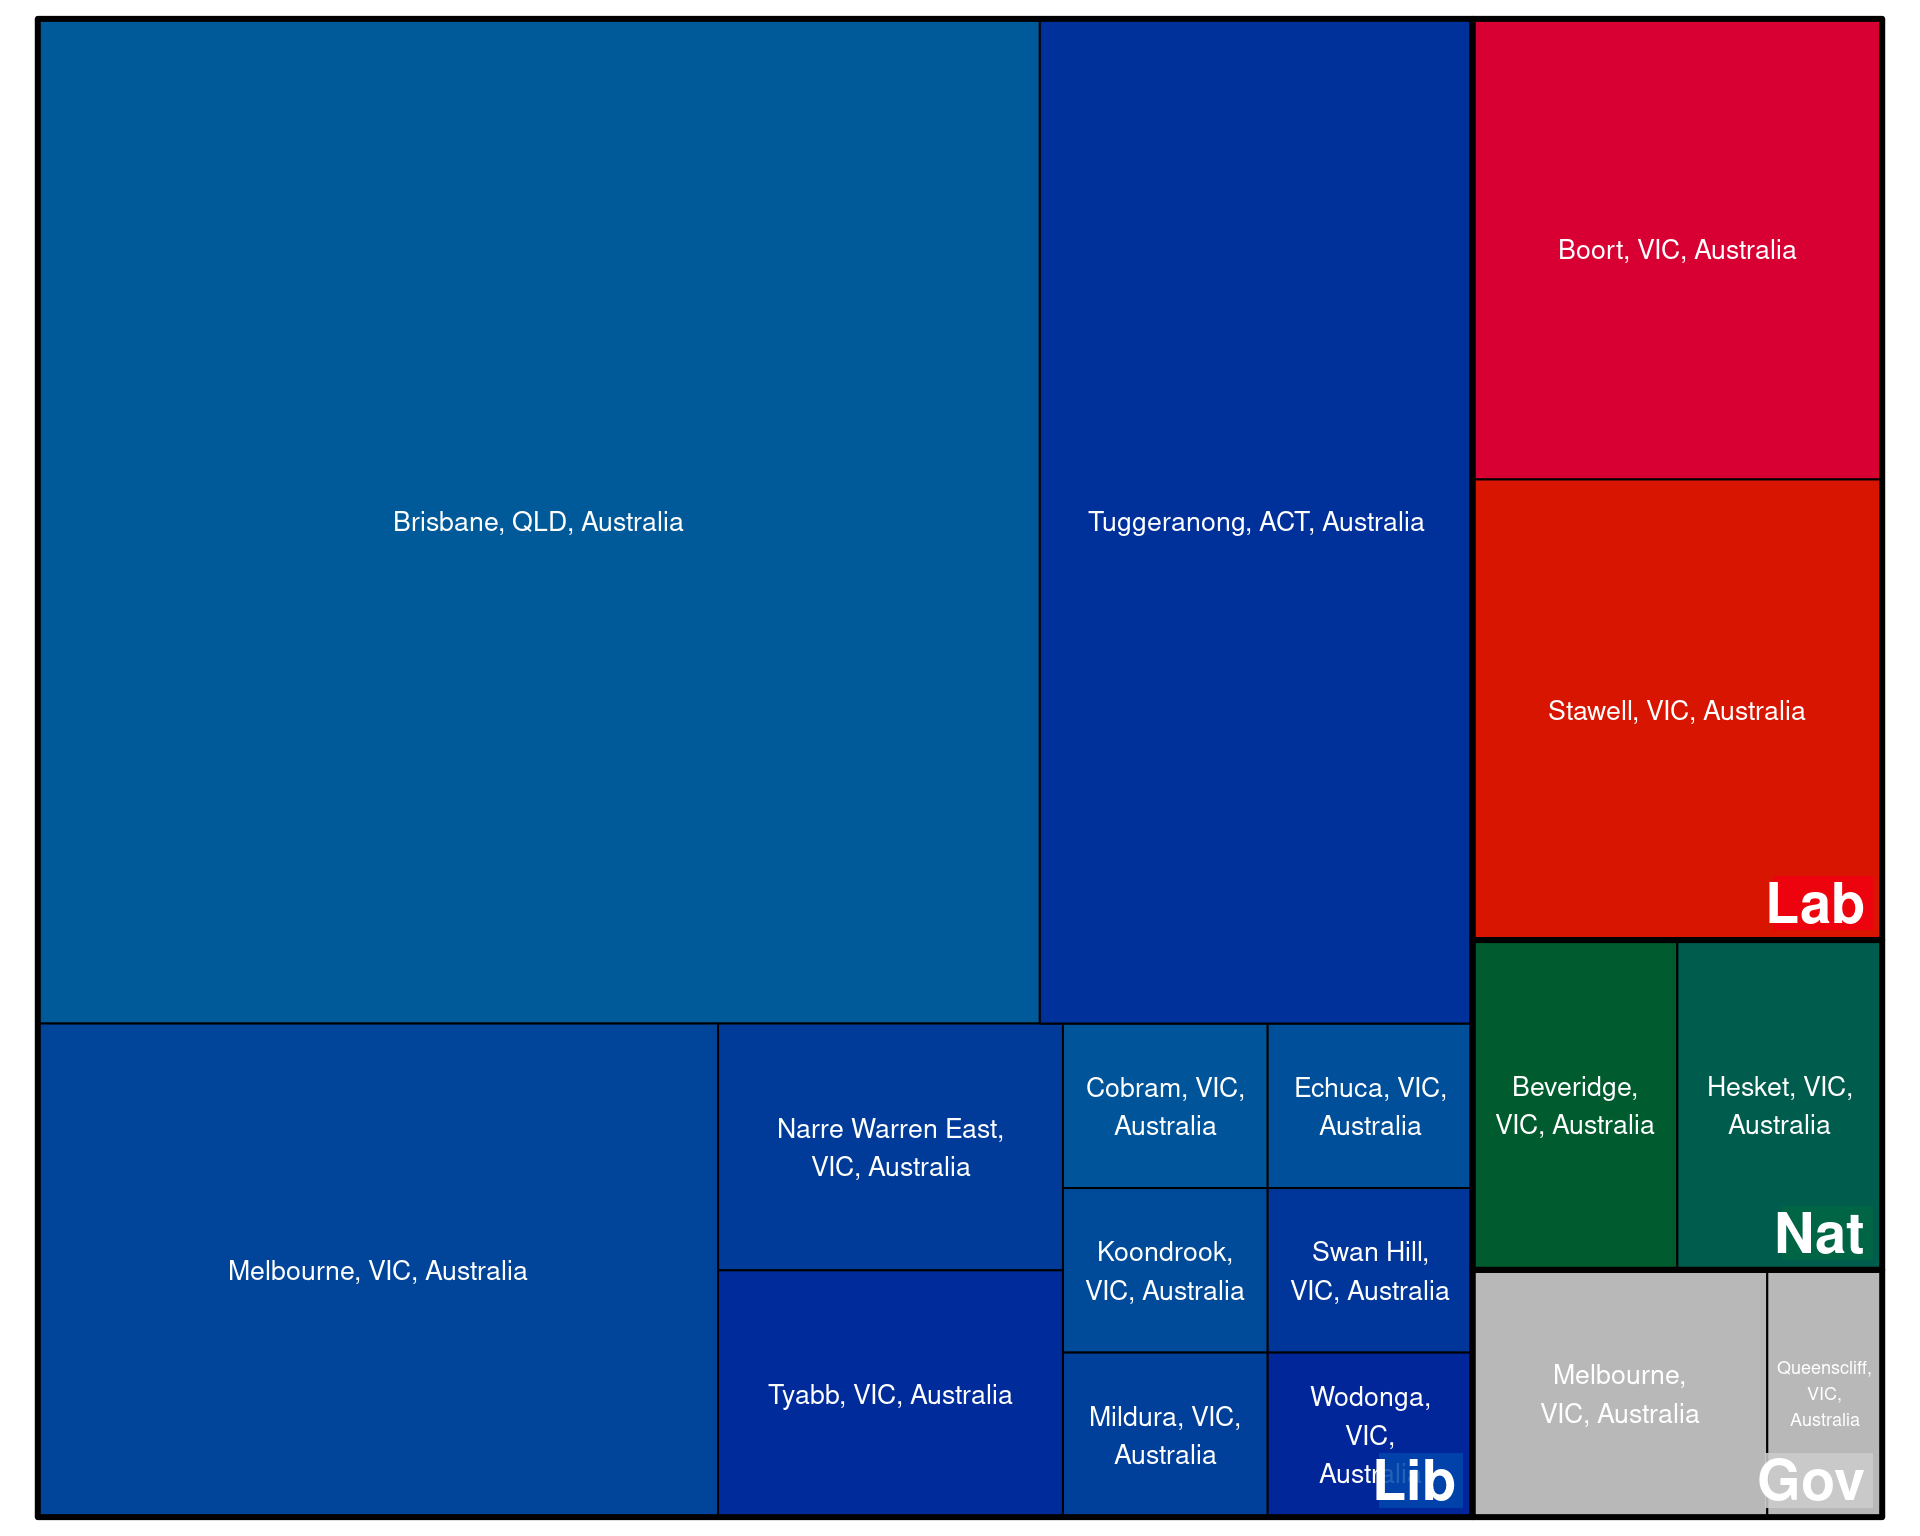 Brisbane, QLD, Australia
Tuggeranong, ACT, Australia
Melbourne, VIC, Australia
Narre Warren East,
VIC, Australia
Tyabb, VIC, Australia
Cobram, VIC,
Australia
Echuca, VIC,
Australia
Koondrook,
VIC, Australia
Swan Hill,
VIC, Australia
Mildura, VIC,
Australia
Wodonga,
VIC,
Australia
Lib
Boort, VIC, Australia
Stawell, VIC, Australia
Lab
Beveridge,
VIC, Australia
Hesket, VIC,
Australia
Nat
Melbourne,
VIC, Australia
Queenscliff,
VIC,
Australia
Gov